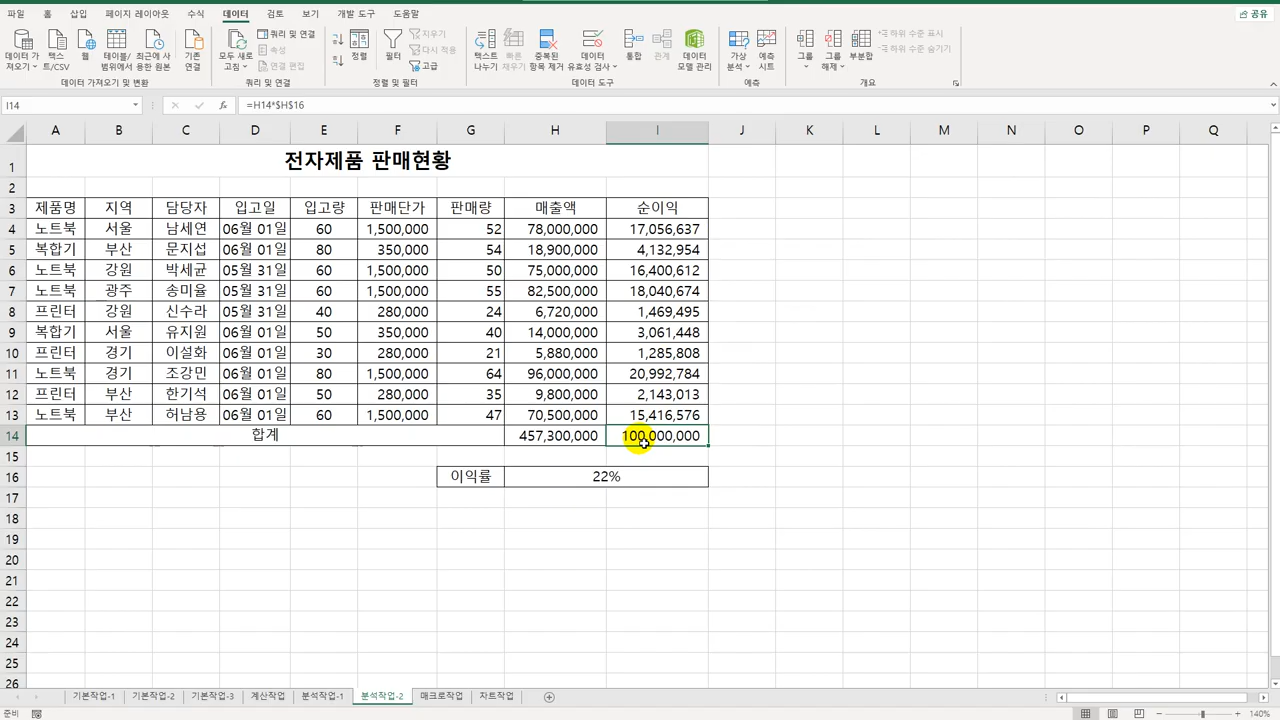 파일 홈 삽입 페이지 레이아웃 수식 데이터 검토 보기 개발 도구 도움말 공유
데이터 가져오기 텍스트/CSV 웹 테이블/범위에서 최근에 사용한 원본 기존 연결 모두 새로 고침 쿼리 및 연결 속성 연결 편집 정렬 필터 지우기 다시 적용 고급 텍스트 나누기 빠른 채우기 중복된 항목 제거 데이터 유효성 검사 통합 관계 데이터 모델 관리 가상 분석 예측 시트 그룹 그룹 해제 부분합 하위 수준 표시 하위 수준 숨기기
데이터 가져오기 및 변환 쿼리 및 연결 정렬 및 필터 데이터 도구 예측 개요
I14 fx =H14*$H$16
A B C D E F G H I J K L M N O P Q
1 전자제품 판매현황
2
3 제품명 지역 담당자 입고일 입고량 판매단가 판매량 매출액 순이익
4 노트북 서울 남세연 06월 01일 60 1,500,000 52 78,000,000 17,056,637
5 복합기 부산 문지섭 06월 01일 80 350,000 54 18,900,000 4,132,954
6 노트북 강원 박세균 05월 31일 60 1,500,000 50 75,000,000 16,400,612
7 노트북 광주 송미율 05월 31일 60 1,500,000 55 82,500,000 18,040,674
8 프린터 강원 신수라 05월 31일 40 280,000 24 6,720,000 1,469,495
9 복합기 서울 유지원 06월 01일 50 350,000 40 14,000,000 3,061,448
10 프린터 경기 이설화 06월 01일 30 280,000 21 5,880,000 1,285,808
11 노트북 경기 조강민 06월 01일 80 1,500,000 64 96,000,000 20,992,784
12 프린터 부산 한기석 06월 01일 50 280,000 35 9,800,000 2,143,013
13 노트북 부산 허남용 06월 01일 60 1,500,000 47 70,500,000 15,416,576
14 합계 457,300,000 100,000,000
15
16 이익률 22%
17
18
19
20
21
22
23
24
25
26
기본작업-1 기본작업-2 기본작업-3 계산작업 분석작업-1 분석작업-2 매크로작업 차트작업
준비 140%